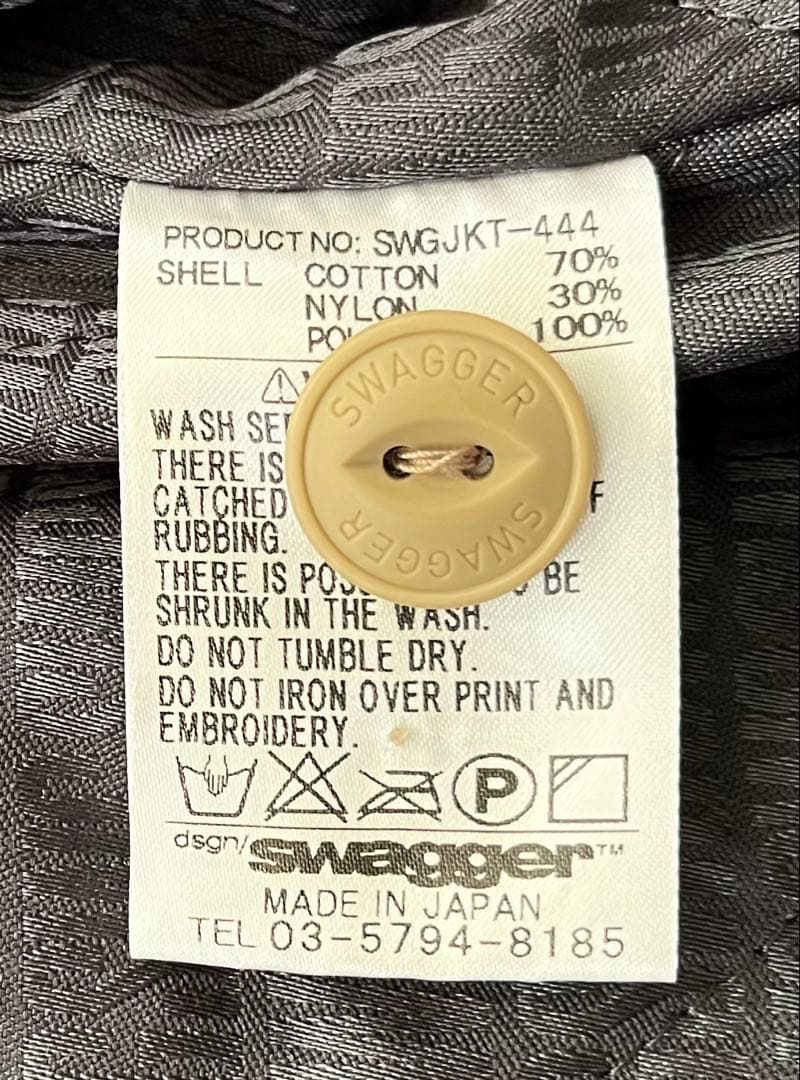 PRODUCT NO: SWGJKT-444
SHELL COTTON 70%
NYLON 30%
100%
WASH
THERE IS
CATCHED
RUBBING.
THERE IS BE
SHRUNK IN THE WASH.
DO NOT TUMBLE DRY.
DO NOT IRON OVER PRINT AND
EMBROIDERY.
P
dsgn/swagger™
MADE IN JAPAN
TEL 03-5794-8185
SWAGGER
SWAGGER